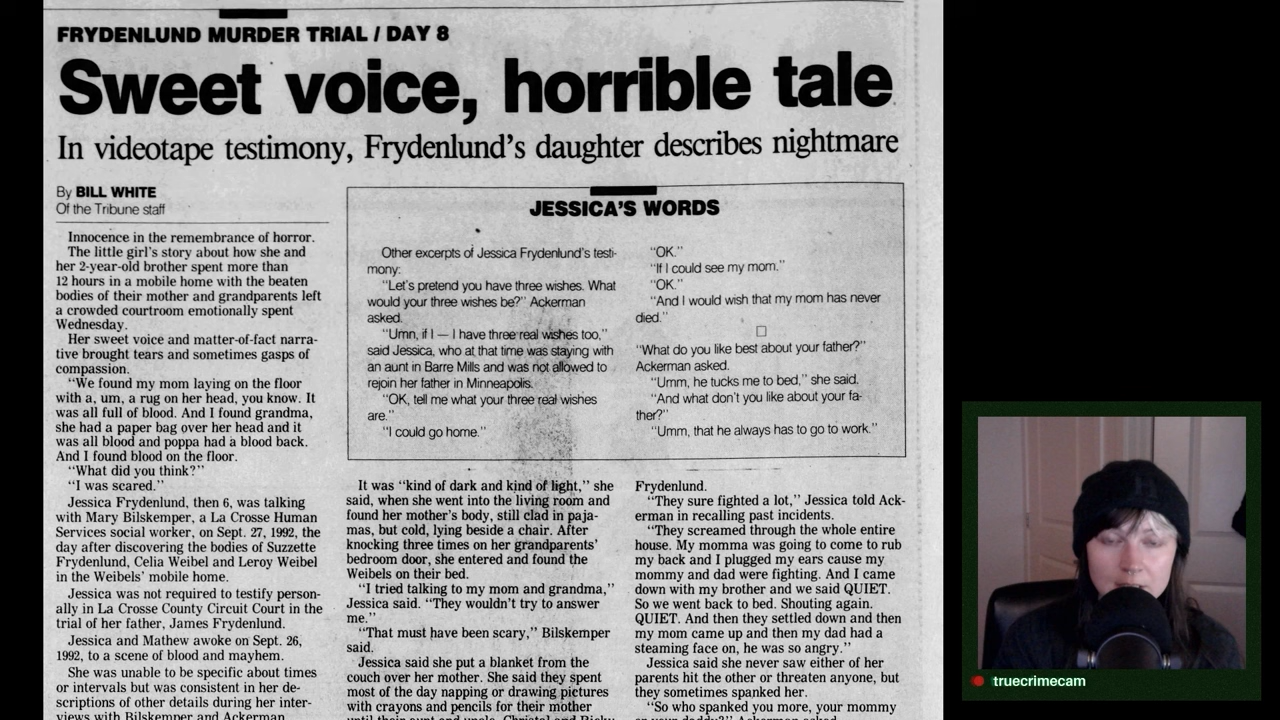 FRYDENLUND MURDER TRIAL / DAY 8
Sweet voice, horrible tale
In videotape testimony, Frydenlund's daughter describes nightmare
By BILL WHITE
Of the Tribune staff
Innocence in the remembrance of horror.
The little girl's story about how she and
her 2-year-old brother spent more than
12 hours in a mobile home with the beaten
bodies of their mother and grandparents left
a crowded courtroom emotionally spent
Wednesday.
Her sweet voice and matter-of-fact narra-
tive brought tears and sometimes gasps of
compassion.
"We found my mom laying on the floor
with a, um, a rug on her head, you know. It
was all full of blood. And I found grandma,
she had a paper bag over her head and it
was all blood and poppa had a blood back.
And I found blood on the floor.
"What did you think?"
"I was scared."
Jessica Frydenlund, then 6, was talking
with Mary Bilskemper, a La Crosse Human
Services social worker, on Sept. 27, 1992, the
day after discovering the bodies of Suzzette
Frydenlund, Celia Weibel and Leroy Weibel
in the Weibels' mobile home.
Jessica was not required to testify person-
ally in La Crosse County Circuit Court in the
trial of her father, James Frydenlund.
Jessica and Mathew awoke on Sept. 26,
1992, to a scene of blood and mayhem.
She was unable to be specific about times
or intervals but was consistent in her de-
scriptions of other details during her inter-
views with Bilskemper and Ackerman
JESSICA'S WORDS
Other excerpts of Jessica Frydenlund's testi-
mony:
"Let's pretend you have three wishes. What
would your three wishes be?" Ackerman
asked.
"Umn, if I — I have three real wishes too,"
said Jessica, who at that time was staying with
an aunt in Barre Mills and was not allowed to
rejoin her father in Minneapolis.
"OK, tell me what your three real wishes
are."
"I could go home."
"OK."
"If I could see my mom."
"OK."
"And I would wish that my mom has never
died."
□
"What do you like best about your father?"
Ackerman asked.
"Umm, he tucks me to bed," she said.
"And what don't you like about your fa-
ther?"
"Umm, that he always has to go to work."
It was "kind of dark and kind of light," she
said, when she went into the living room and
found her mother's body, still clad in paja-
mas, but cold, lying beside a chair. After
knocking three times on her grandparents'
bedroom door, she entered and found the
Weibels on their bed.
"I tried talking to my mom and grandma,"
Jessica said. "They wouldn't try to answer
me."
"That must have been scary," Bilskemper
said.
Jessica said she put a blanket from the
couch over her mother. She said they spent
most of the day napping or drawing pictures
with crayons and pencils for their mother
until their aunt and uncle, Christal and Ricky
Frydenlund.
"They sure fighted a lot," Jessica told Ack-
erman in recalling past incidents.
"They screamed through the whole entire
house. My momma was going to come to rub
my back and I plugged my ears cause my
mommy and dad were fighting. And I came
down with my brother and we said QUIET.
So we went back to bed. Shouting again.
QUIET. And then they settled down and then
my mom came up and then my dad had a
steaming face on, he was so angry."
Jessica said she never saw either of her
parents hit the other or threaten anyone, but
they sometimes spanked her.
"So who spanked you more, your mommy
or your daddy?" Ackerman asked.
truecrimecam